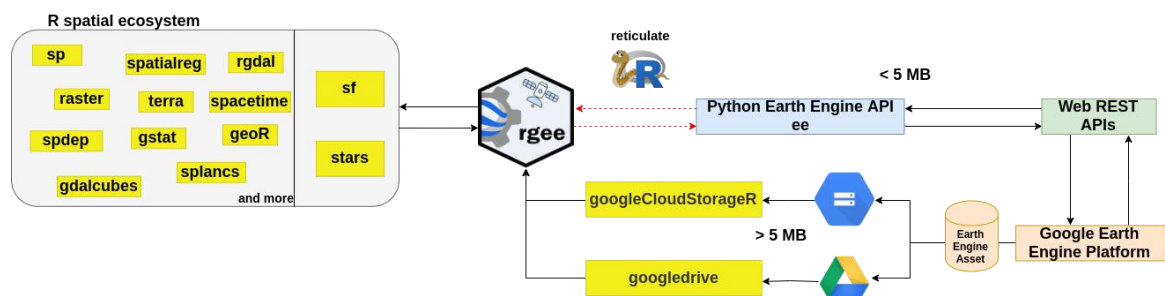 R spatial ecosystem
sp
spatialreg
rgdal
raster
terra
spacetime
spdep
gstat
geoR
splancs
gdalcubes
and more
sf
stars
rgee
reticulate
R
< 5 MB
Python Earth Engine API
ee
Web REST
APIs
googleCloudStorageR
> 5 MB
googledrive
Earth
Engine
Asset
Google Earth
Engine Platform